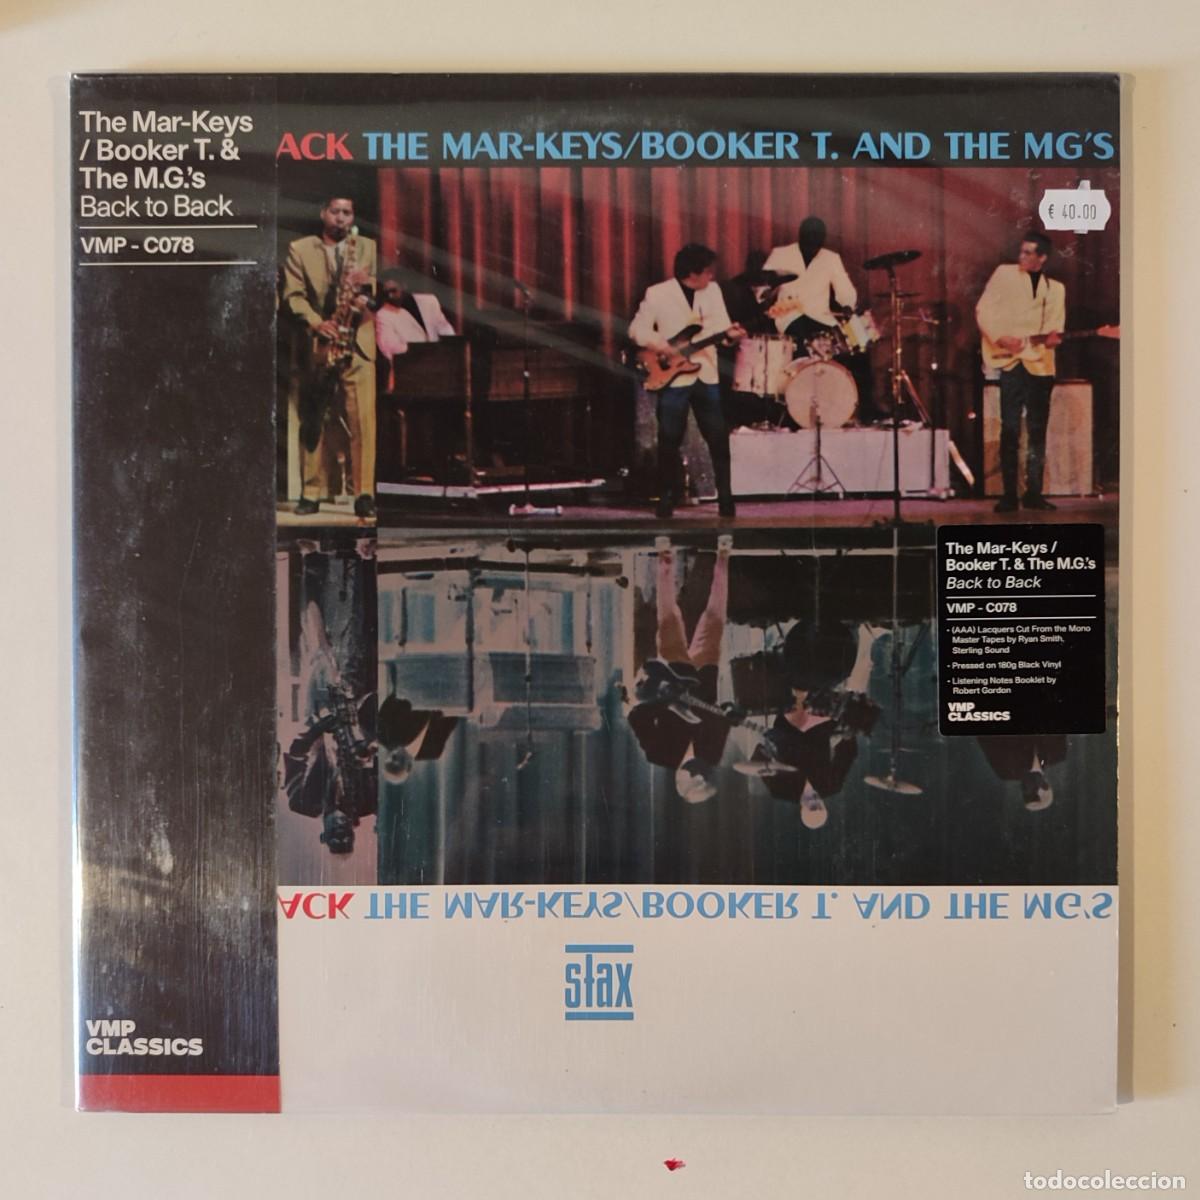 The Mar-Keys
/ Booker T. &
The M.G.'s
Back to Back
VMP - C078
ACK THE MAR-KEYS/BOOKER T. AND THE MG'S
€ 40.00
The Mar-Keys /
Booker T. & The M.G.'s
Back to Back
VMP - C078
• (AAA) Lacquers Cut From the Mono
Master Tapes by Ryan Smith,
Sterling Sound
• Pressed on 180g Black Vinyl
• Listening Notes Booklet by
Robert Gordon
VMP
CLASSICS
ACK THE MAR-KEYS/BOOKER T. AND THE MG'S
stax
VMP
CLASSICS
todocoleccion